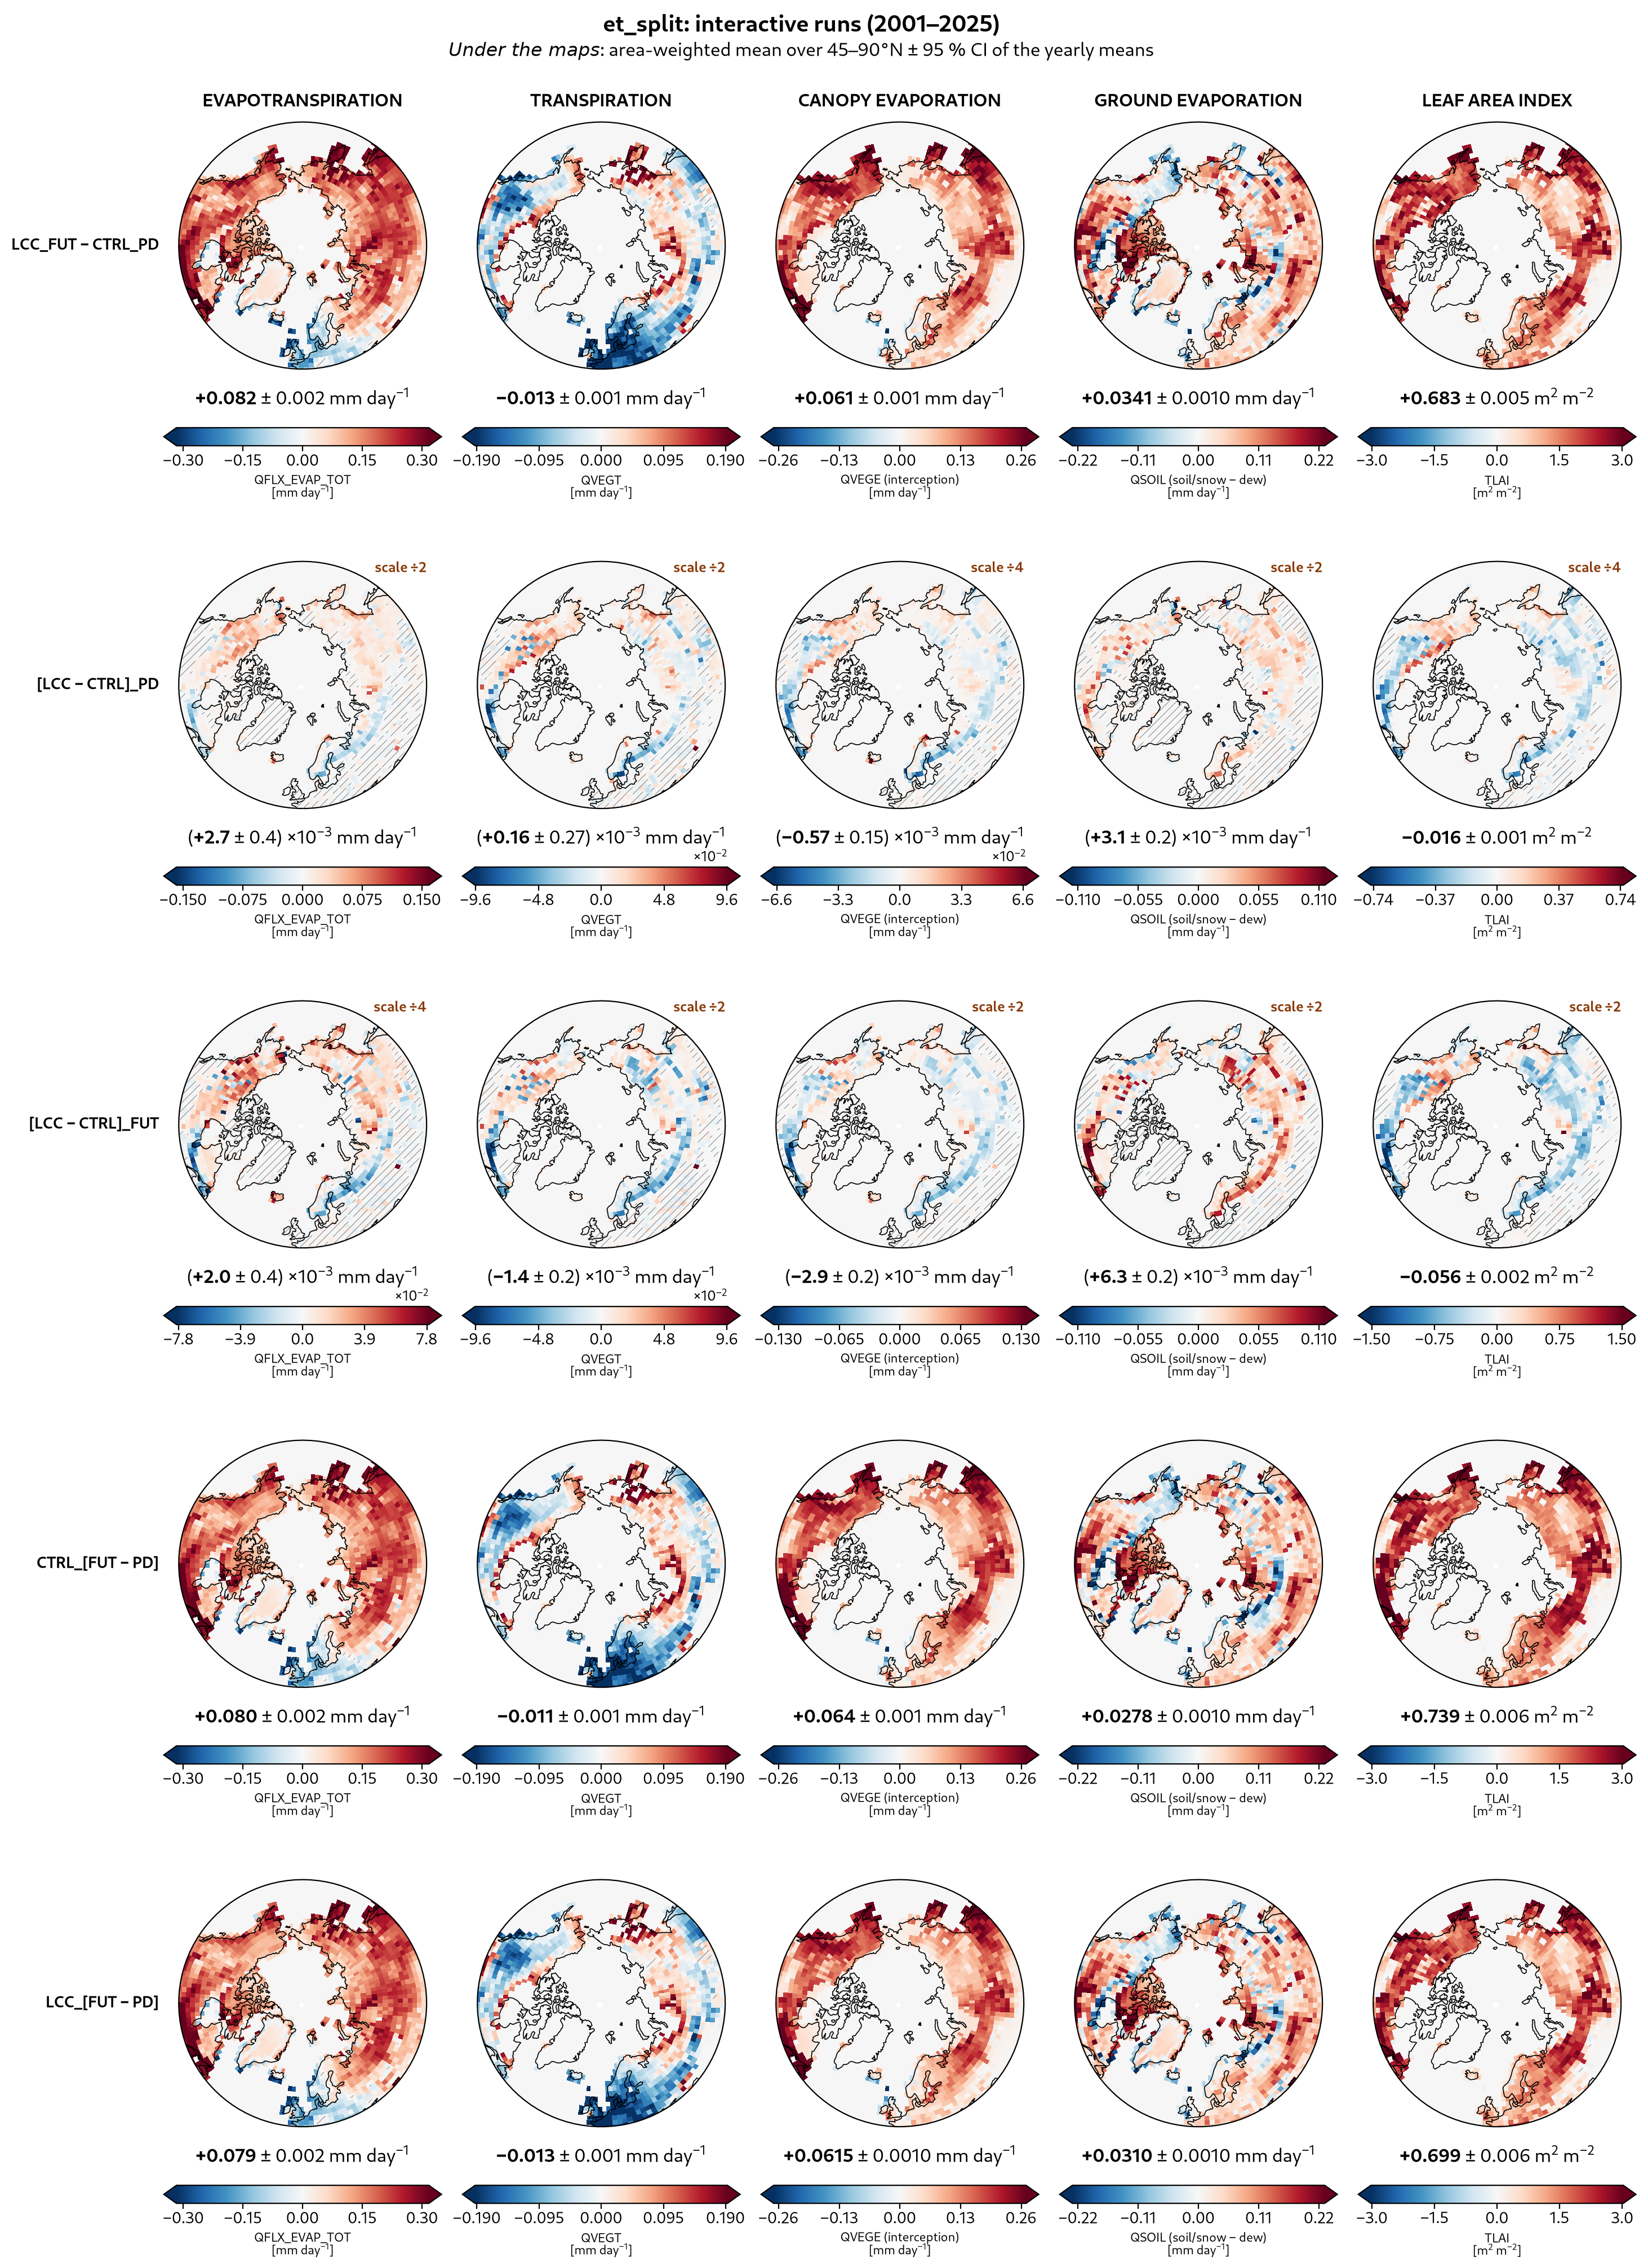 et_split: interactive runs (2001–2025)
Under the maps: area-weighted mean over 45–90°N ± 95 % CI of the yearly means
EVAPOTRANSPIRATION TRANSPIRATION CANOPY EVAPORATION GROUND EVAPORATION LEAF AREA INDEX
LCC_FUT − CTRL_PD
+0.082 ± 0.002 mm day⁻¹ −0.013 ± 0.001 mm day⁻¹ +0.061 ± 0.001 mm day⁻¹ +0.0341 ± 0.0010 mm day⁻¹ +0.683 ± 0.005 m² m⁻²
−0.30 −0.15 0.00 0.15 0.30 −0.190 −0.095 0.000 0.095 0.190 −0.26 −0.13 0.00 0.13 0.26 −0.22 −0.11 0.00 0.11 0.22 −3.0 −1.5 0.0 1.5 3.0
QFLX_EVAP_TOT QVEGT QVEGE (interception) QSOIL (soil/snow − dew) TLAI
[mm day⁻¹] [mm day⁻¹] [mm day⁻¹] [mm day⁻¹] [m² m⁻²]
scale ÷2 scale ÷2 scale ÷4 scale ÷2 scale ÷4
[LCC − CTRL]_PD
(+2.7 ± 0.4) ×10⁻³ mm day⁻¹ (+0.16 ± 0.27) ×10⁻³ mm day⁻¹ (−0.57 ± 0.15) ×10⁻³ mm day⁻¹ (+3.1 ± 0.2) ×10⁻³ mm day⁻¹ −0.016 ± 0.001 m² m⁻²
×10⁻² ×10⁻²
−0.150 −0.075 0.000 0.075 0.150 −9.6 −4.8 0.0 4.8 9.6 −6.6 −3.3 0.0 3.3 6.6 −0.110 −0.055 0.000 0.055 0.110 −0.74 −0.37 0.00 0.37 0.74
QFLX_EVAP_TOT QVEGT QVEGE (interception) QSOIL (soil/snow − dew) TLAI
[mm day⁻¹] [mm day⁻¹] [mm day⁻¹] [mm day⁻¹] [m² m⁻²]
scale ÷4 scale ÷2 scale ÷2 scale ÷2 scale ÷2
[LCC − CTRL]_FUT
(+2.0 ± 0.4) ×10⁻³ mm day⁻¹ (−1.4 ± 0.2) ×10⁻³ mm day⁻¹ (−2.9 ± 0.2) ×10⁻³ mm day⁻¹ (+6.3 ± 0.2) ×10⁻³ mm day⁻¹ −0.056 ± 0.002 m² m⁻²
×10⁻² ×10⁻²
−7.8 −3.9 0.0 3.9 7.8 −9.6 −4.8 0.0 4.8 9.6 −0.130 −0.065 0.000 0.065 0.130 −0.110 −0.055 0.000 0.055 0.110 −1.50 −0.75 0.00 0.75 1.50
QFLX_EVAP_TOT QVEGT QVEGE (interception) QSOIL (soil/snow − dew) TLAI
[mm day⁻¹] [mm day⁻¹] [mm day⁻¹] [mm day⁻¹] [m² m⁻²]
CTRL_[FUT − PD]
+0.080 ± 0.002 mm day⁻¹ −0.011 ± 0.001 mm day⁻¹ +0.064 ± 0.001 mm day⁻¹ +0.0278 ± 0.0010 mm day⁻¹ +0.739 ± 0.006 m² m⁻²
−0.30 −0.15 0.00 0.15 0.30 −0.190 −0.095 0.000 0.095 0.190 −0.26 −0.13 0.00 0.13 0.26 −0.22 −0.11 0.00 0.11 0.22 −3.0 −1.5 0.0 1.5 3.0
QFLX_EVAP_TOT QVEGT QVEGE (interception) QSOIL (soil/snow − dew) TLAI
[mm day⁻¹] [mm day⁻¹] [mm day⁻¹] [mm day⁻¹] [m² m⁻²]
LCC_[FUT − PD]
+0.079 ± 0.002 mm day⁻¹ −0.013 ± 0.001 mm day⁻¹ +0.0615 ± 0.0010 mm day⁻¹ +0.0310 ± 0.0010 mm day⁻¹ +0.699 ± 0.006 m² m⁻²
−0.30 −0.15 0.00 0.15 0.30 −0.190 −0.095 0.000 0.095 0.190 −0.26 −0.13 0.00 0.13 0.26 −0.22 −0.11 0.00 0.11 0.22 −3.0 −1.5 0.0 1.5 3.0
QFLX_EVAP_TOT QVEGT QVEGE (interception) QSOIL (soil/snow − dew) TLAI
[mm day⁻¹] [mm day⁻¹] [mm day⁻¹] [mm day⁻¹] [m² m⁻²]